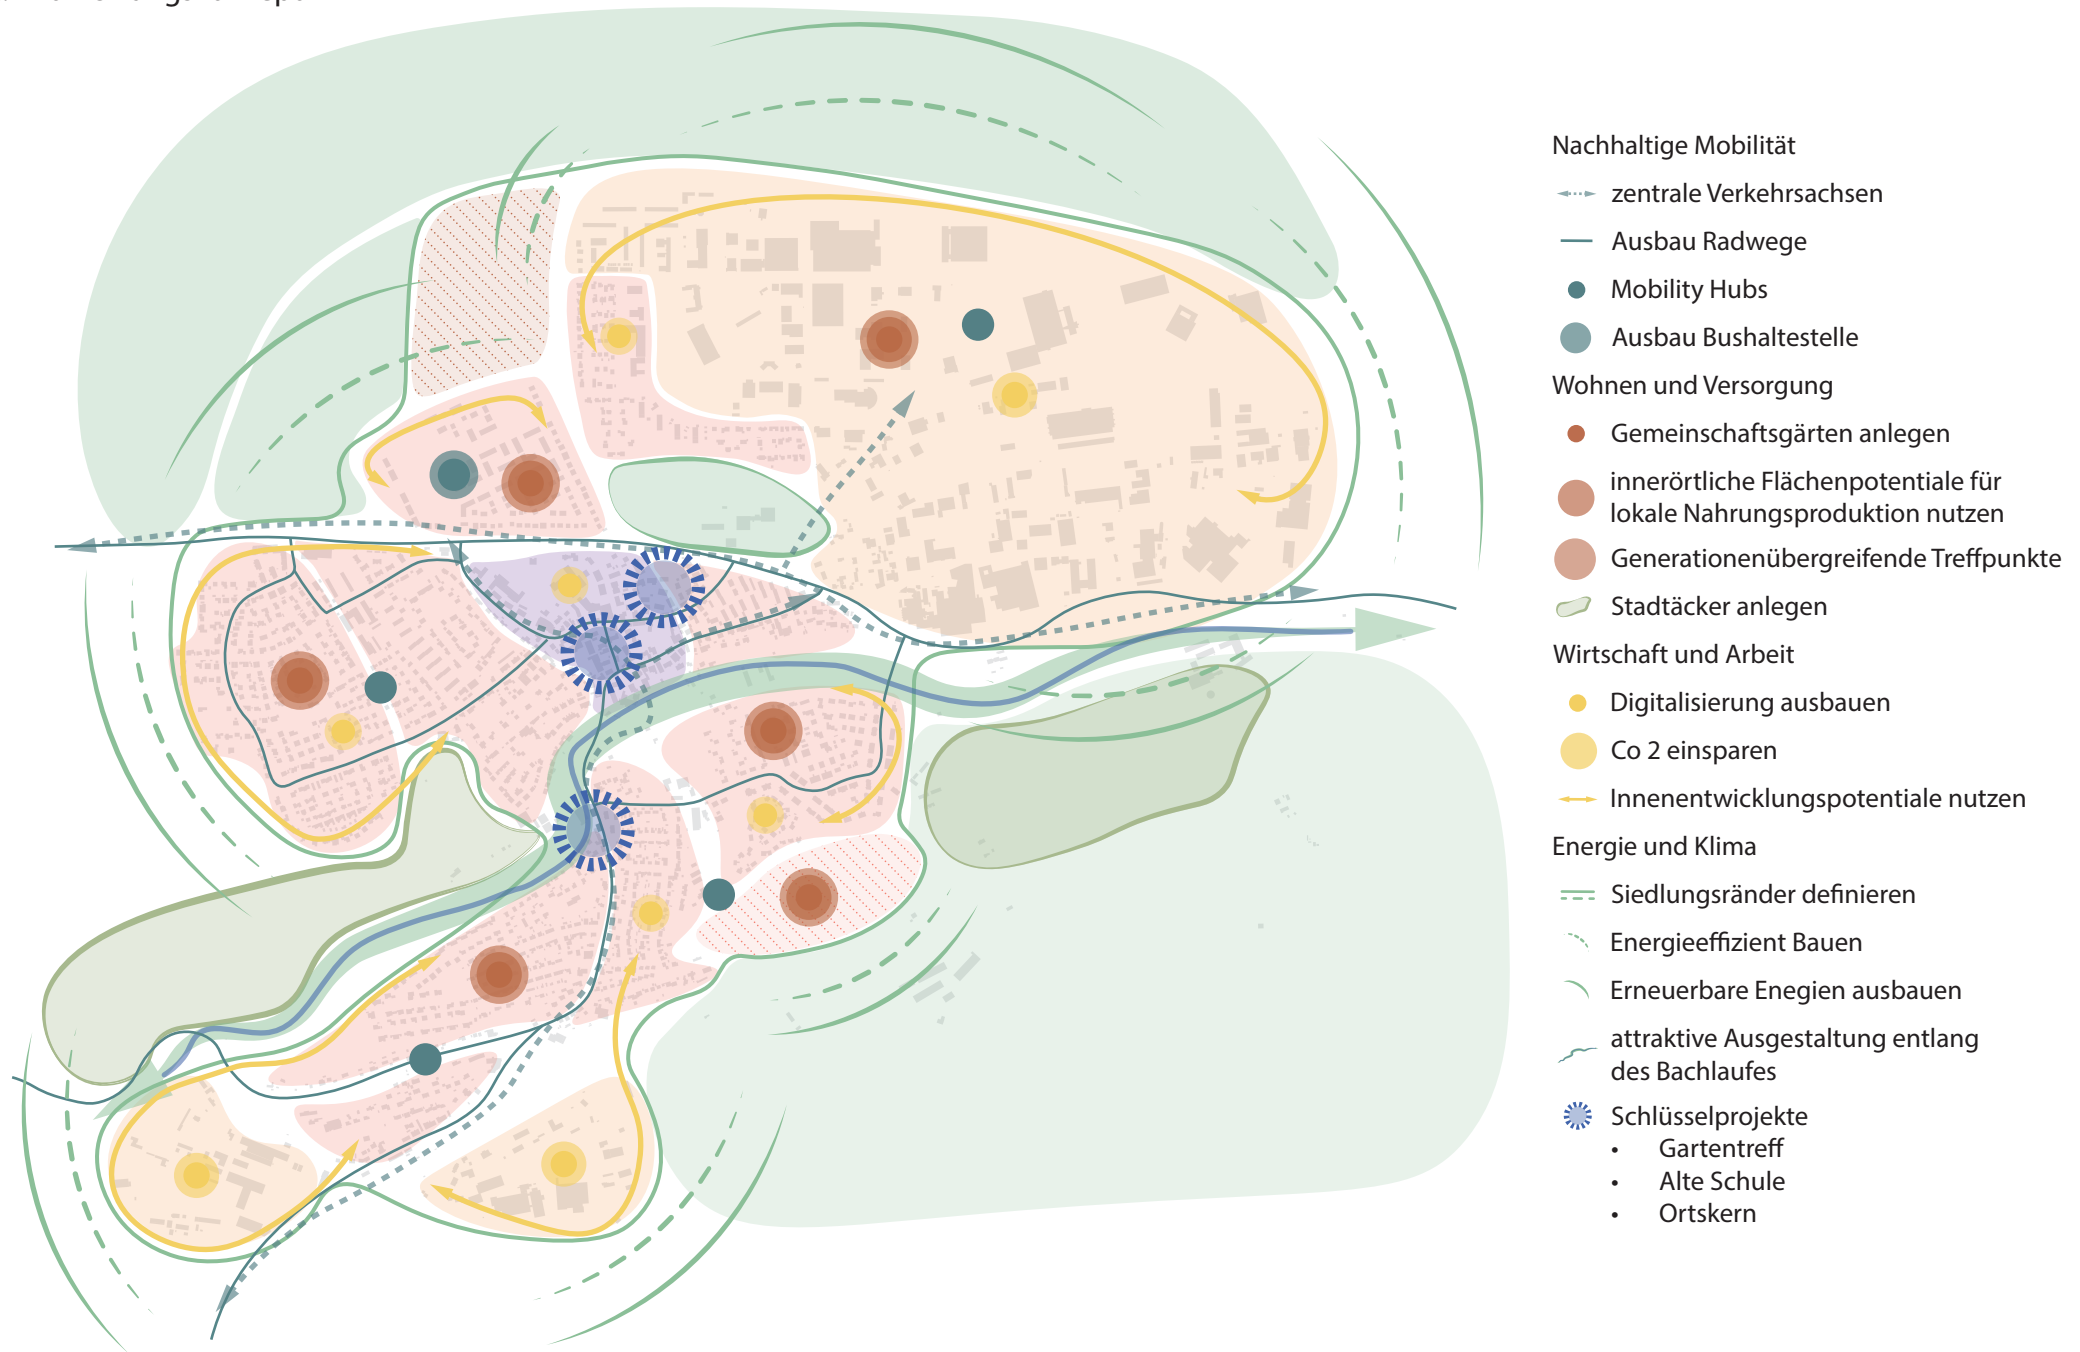 Nachhaltige Mobilität
zentrale Verkehrsachsen
Ausbau Radwege
Mobility Hubs
Ausbau Bushaltestelle
Wohnen und Versorgung
Gemeinschaftsgärten anlegen
innerörtliche Flächenpotentiale für
lokale Nahrungsproduktion nutzen
Generationenübergreifende Treffpunkte
Stadtäcker anlegen
Wirtschaft und Arbeit
Digitalisierung ausbauen
Co 2 einsparen
Innenentwicklungspotentiale nutzen
Energie und Klima
Siedlungsränder definieren
Energieeffizient Bauen
Erneuerbare Enegien ausbauen
attraktive Ausgestaltung entlang
des Bachlaufes
Schlüsselprojekte
• Gartentreff
• Alte Schule
• Ortskern